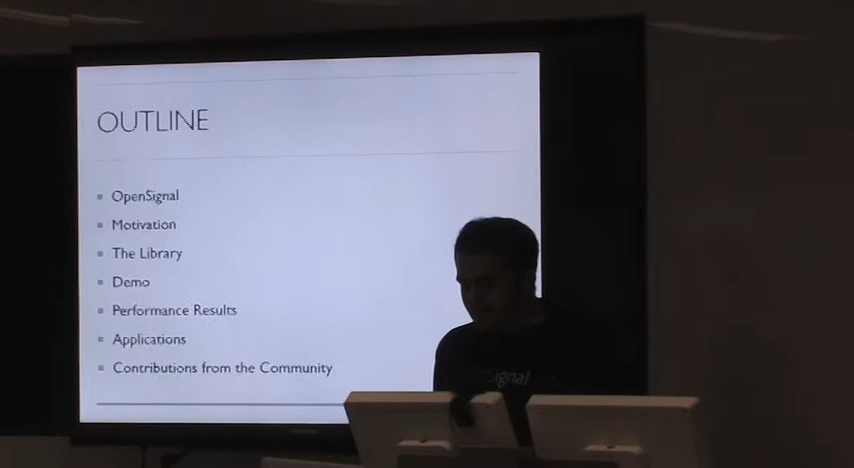 OUTLINE
OpenSignal
Motivation
The Library
Demo
Performance Results
Applications
Contributions from the Community